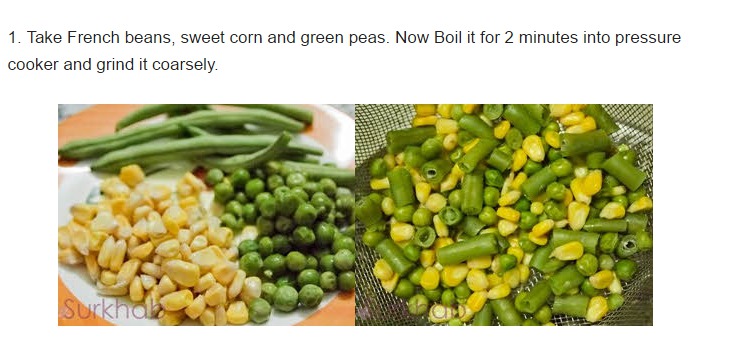 1. Take French beans, sweet corn and green peas. Now Boil it for 2 minutes into pressure
cooker and grind it coarsely.
Surkhab